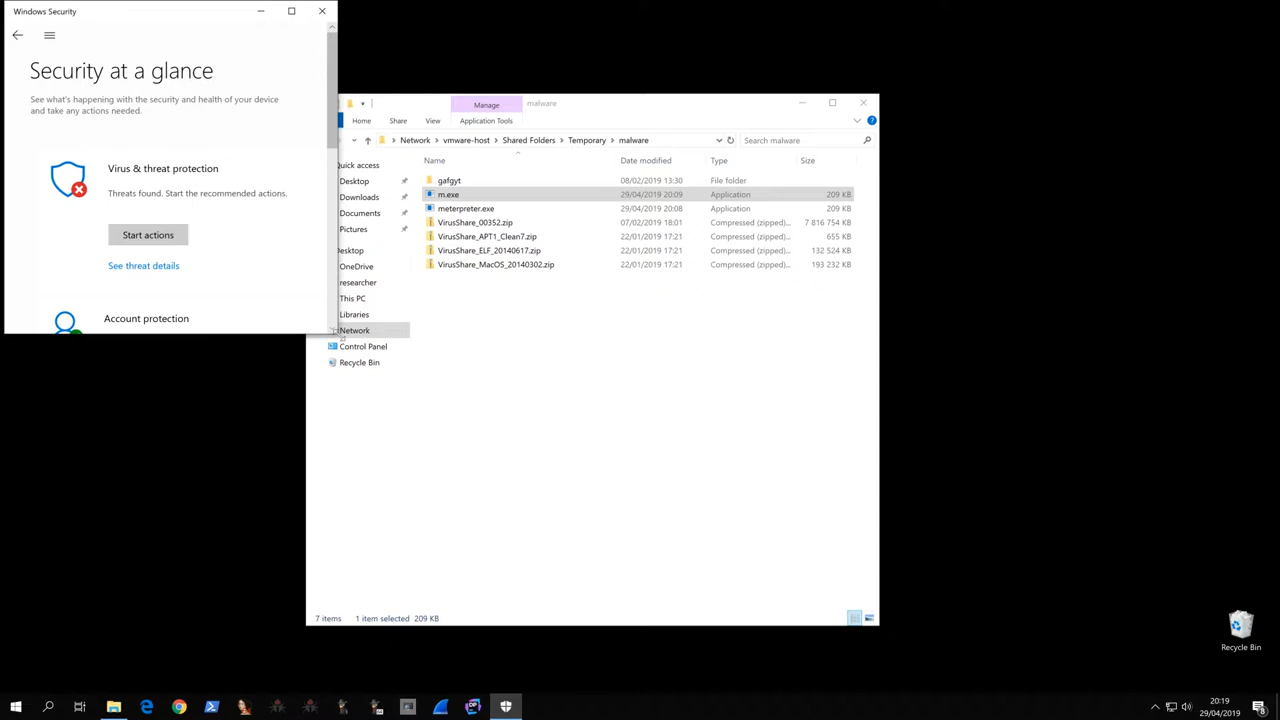 Windows Security
Security at a glance
See what's happening with the security and health of your device
and take any actions needed.
Virus & threat protection
Threats found. Start the recommended actions.
Start actions
See threat details
Account protection
Manage
malware
Home
Share
View
Application Tools
Network
vmware-host
Shared Folders
Temporary
malware
Search malware
Quick access
Desktop
Downloads
Documents
Pictures
Desktop
OneDrive
researcher
This PC
Libraries
Network
Control Panel
Recycle Bin
Name Date modified Type Size
gafgyt 08/02/2019 13:30 File folder
m.exe 29/04/2019 20:09 Application 209 KB
meterpreter.exe 29/04/2019 20:08 Application 209 KB
VirusShare_00352.zip 07/02/2019 18:01 Compressed (zipped)... 7 816 754 KB
VirusShare_APT1_Clean7.zip 22/01/2019 17:21 Compressed (zipped)... 655 KB
VirusShare_ELF_20140617.zip 22/01/2019 17:21 Compressed (zipped)... 132 524 KB
VirusShare_MacOS_20140302.zip 22/01/2019 17:21 Compressed (zipped)... 193 232 KB
7 items 1 item selected 209 KB
Recycle Bin
20:19
29/04/2019
8